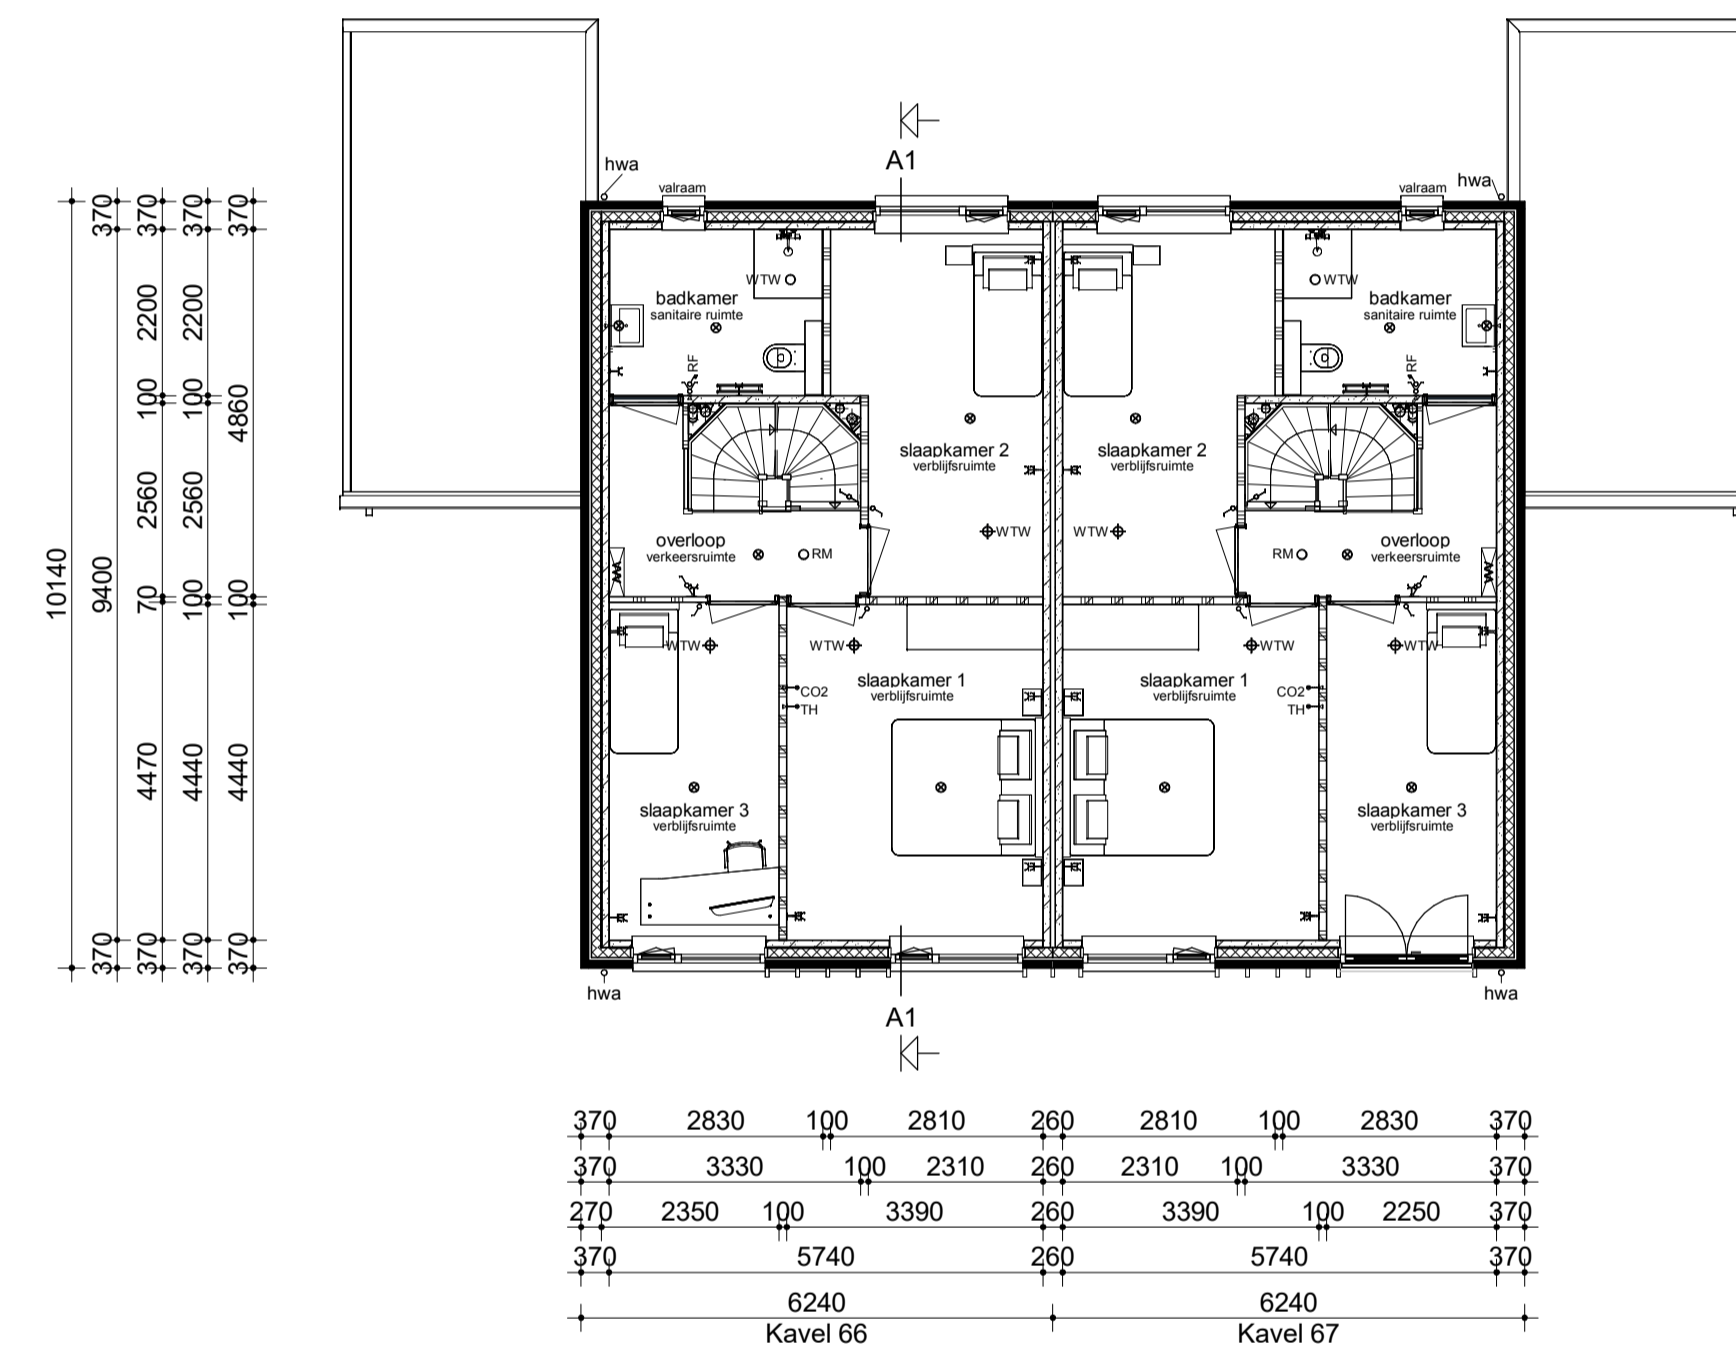 A1
hwa
valraam
valraam
hwa
370
370
370
370
370
2200
2200
100
100
4860
2560
2560
10140
9400
70
100
100
4470
4440
4440
370
370
370
370
WTW
badkamer
sanitaire ruimte
RF
slaapkamer 2
verblijfsruimte
WTW
overloop
verkeersruimte
RM
WTW
WTW
slaapkamer 1
verblijfsruimte
CO2
TH
slaapkamer 3
verblijfsruimte
WTW
badkamer
sanitaire ruimte
RF
slaapkamer 2
verblijfsruimte
WTW
RM
overloop
verkeersruimte
WTW
WTW
slaapkamer 1
verblijfsruimte
CO2
TH
slaapkamer 3
verblijfsruimte
hwa
hwa
A1
370 2830 100 2810 260 2810 100 2830 370
370 3330 100 2310 260 2310 100 3330 370
270 2350 100 3390 260 3390 100 2250 370
370 5740 260 5740 370
6240 6240
Kavel 66 Kavel 67